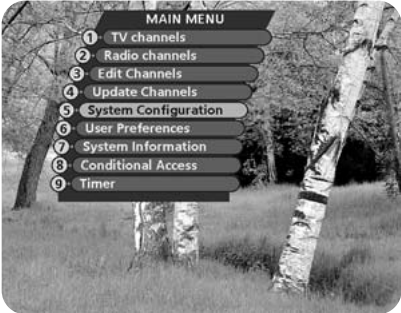 MAIN MENU
1 TV channels
2 Radio channels
3 Edit Channels
4 Update Channels
5 System Configuration
6 User Preferences
7 System Information
8 Conditional Access
9 Timer